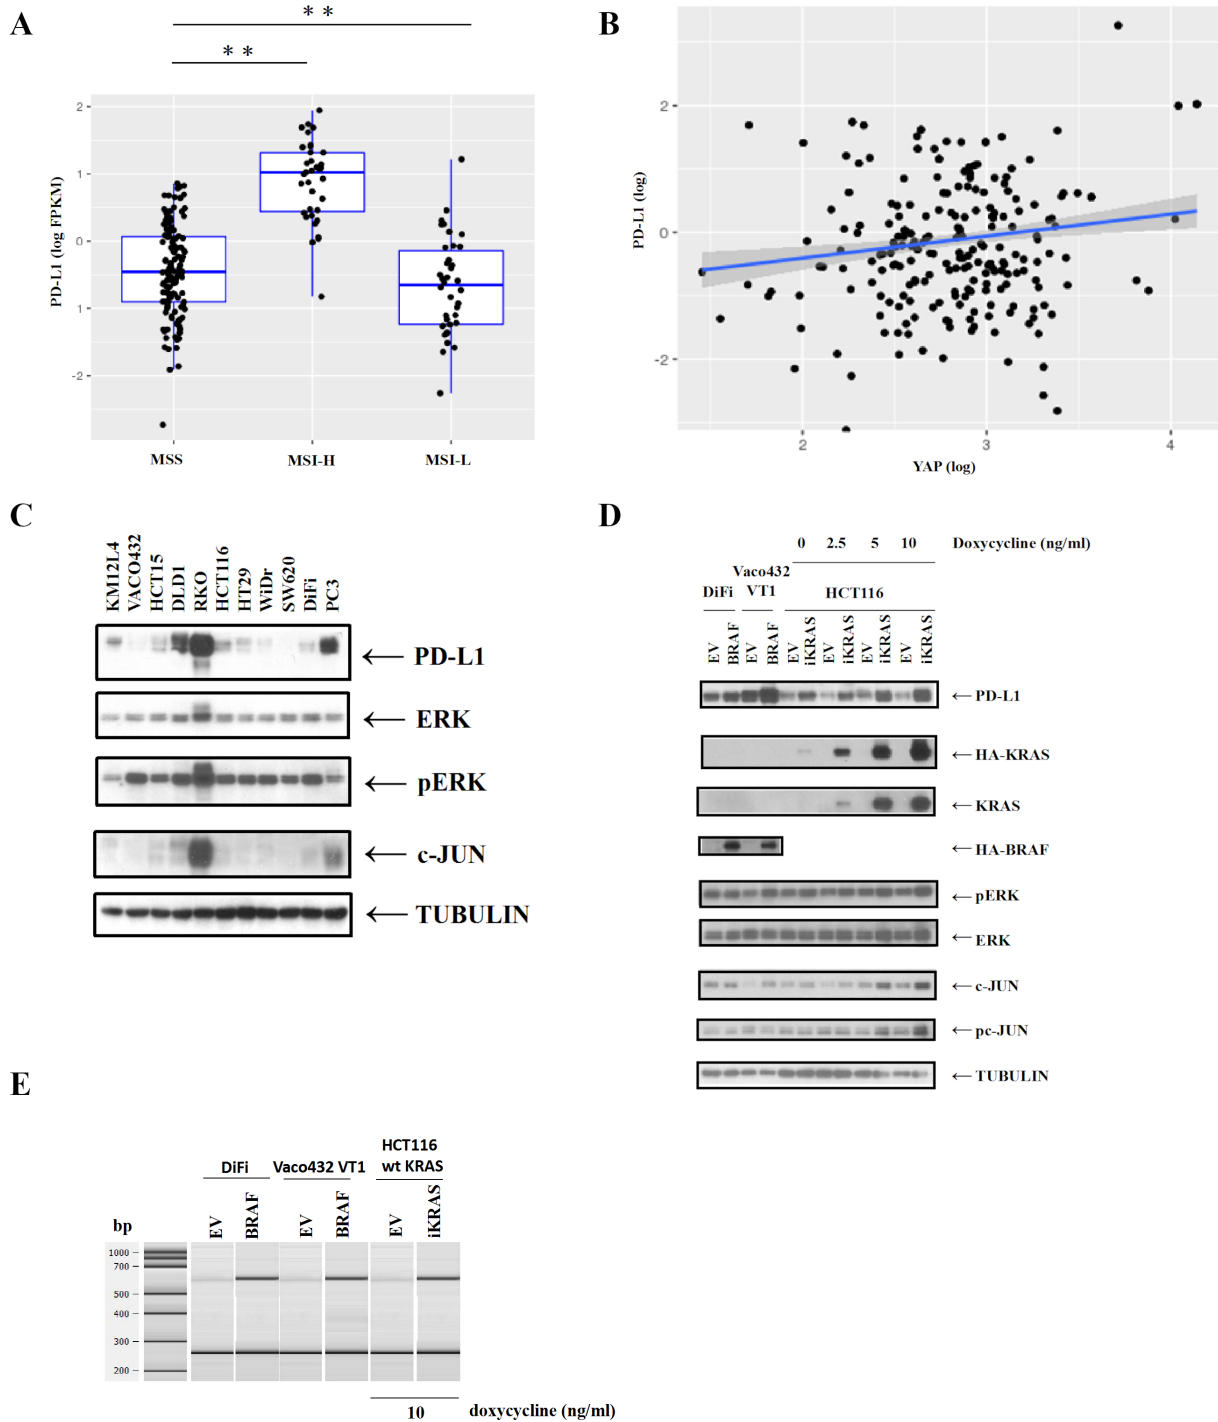 A
B
* *
* *
PD-L1 (log FPKM)
2
1
0
1
-2
MSS
MSI-H
MSI-L
PD-L1 (log)
2
0
-2
2
3
4
YAP (log)
C
KM12L4
VACO432
HCT15
DLD1
RKO
HCT116
HT29
WiDr
SW620
DiFi
PC3
← PD-L1
← ERK
← pERK
← c-JUN
← TUBULIN
D
0 2.5 5 10 Doxycycline (ng/ml)
Vaco432
DiFi VT1 HCT116
EV BRAF EV BRAF EV iKRAS EV iKRAS EV iKRAS EV iKRAS
← PD-L1
← HA-KRAS
← KRAS
← HA-BRAF
← pERK
← ERK
← c-JUN
← pc-JUN
← TUBULIN
E
HCT116
DiFi Vaco432 VT1 wt KRAS
bp EV BRAF EV BRAF EV iKRAS
1000
700
500
400
300
200
10 doxycycline (ng/ml)